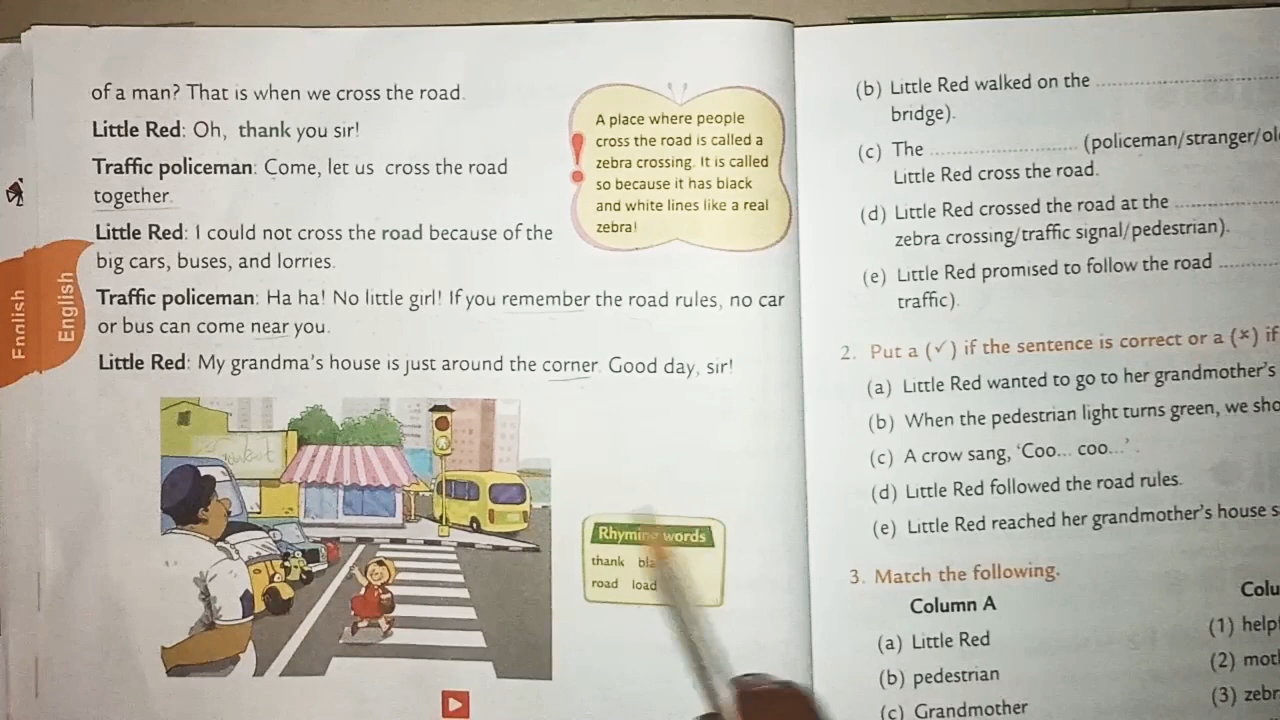 of a man? That is when we cross the road.
Little Red: Oh, thank you sir!
Traffic policeman: Come, let us cross the road
together.
Little Red: I could not cross the road because of the
big cars, buses, and lorries.
Traffic policeman: Ha ha! No little girl! If you remember the road rules, no car
or bus can come near you.
Little Red: My grandma's house is just around the corner. Good day, sir!
A place where people
cross the road is called a
zebra crossing. It is called
so because it has black
and white lines like a real
zebra!
English
English
Rhyming words
thank
road load
(b) Little Red walked on the
bridge).
(c) The (policeman/stranger/
Little Red cross the road.
(d) Little Red crossed the road at the
zebra crossing/traffic signal/pedestrian).
(e) Little Red promised to follow the road
traffic).
2. Put a (✓) if the sentence is correct or a (×) if
(a) Little Red wanted to go to her grandmother's
(b) When the pedestrian light turns green, we
(c) A crow sang, 'Coo... coo...'.
(d) Little Red followed the road rules.
(e) Little Red reached her grandmother's house
3. Match the following.
Column A
(a) Little Red
(b) pedestrian
(c) Grandmother
(1)
(2)
(3)